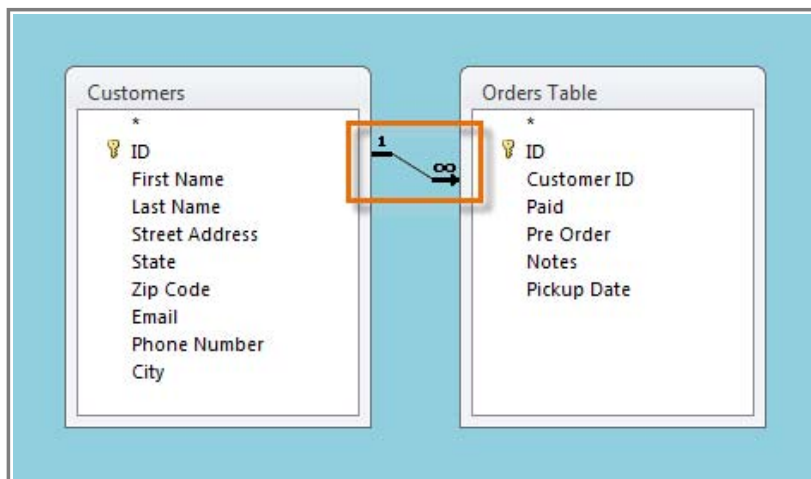 Customers
*
ID
First Name
Last Name
Street Address
State
Zip Code
Email
Phone Number
City
1
∞
Orders Table
*
ID
Customer ID
Paid
Pre Order
Notes
Pickup Date